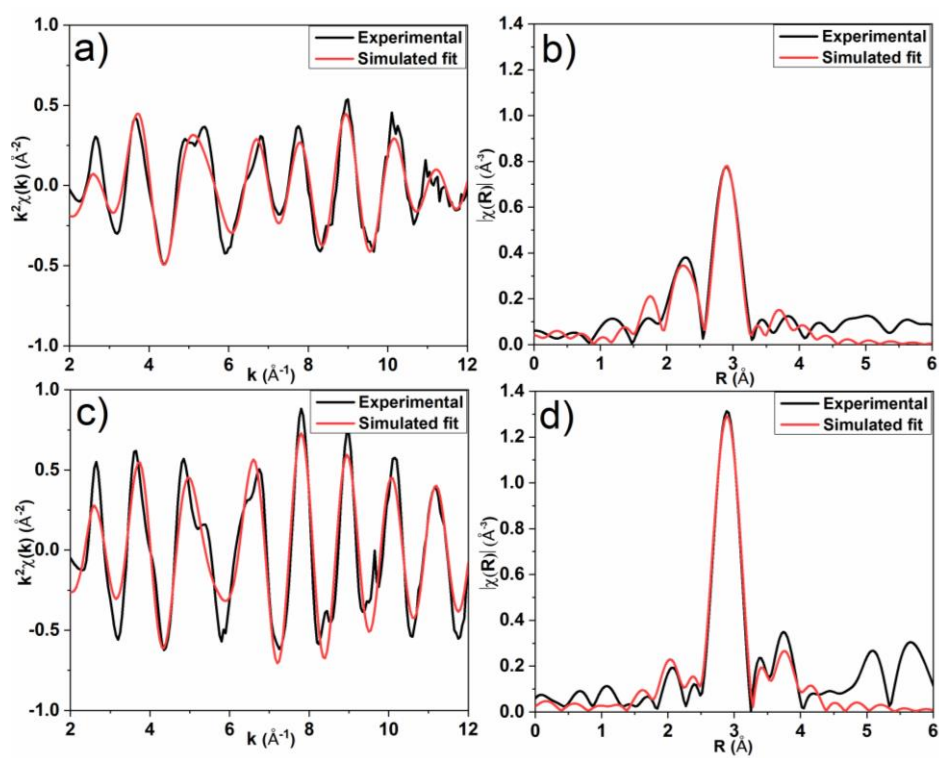 a)
Experimental
Simulated fit
1.0
0.5
0.0
-0.5
-1.0
k²χ(k) (Å⁻²)
2 4 6 8 10 12
k (Å⁻¹)
b)
Experimental
Simulated fit
1.4
1.2
1.0
0.8
0.6
0.4
0.2
0.0
|χ(R)| (Å⁻³)
0 1 2 3 4 5 6
R (Å)
c)
Experimental
Simulated fit
1.0
0.5
0.0
-0.5
-1.0
k²χ(k) (Å⁻²)
2 4 6 8 10 12
k (Å⁻¹)
d)
Experimental
Simulated fit
1.4
1.2
1.0
0.8
0.6
0.4
0.2
0.0
|χ(R)| (Å⁻³)
0 1 2 3 4 5 6
R (Å)